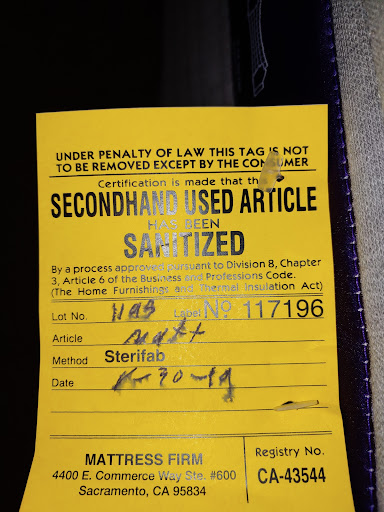 UNDER PENALTY OF LAW THIS TAG IS NOT
TO BE REMOVED EXCEPT BY THE CONSUMER
Certification is made that this
SECONDHAND USED ARTICLE
HAS BEEN
SANITIZED
By a process approved pursuant to Division 8, Chapter
3, Article 6 of the Business and Professions Code.
(The Home Furnishings and Thermal Insulation Act)
Lot No. Label Nº 117196
Article matt
Method Sterifab
Date
MATTRESS FIRM
4400 E. Commerce Way Ste. #600
Sacramento, CA 95834
Registry No.
CA-43544